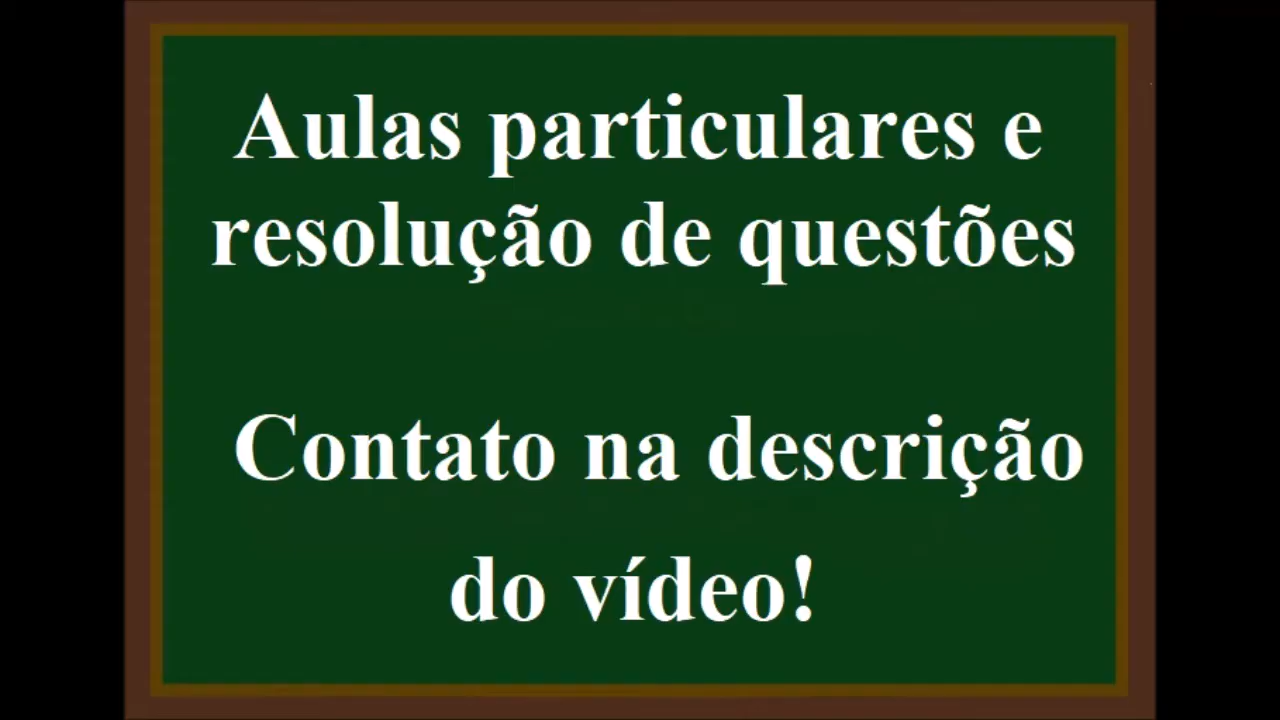 Aulas particulares e
resolução de questões
Contato na descrição
do vídeo!